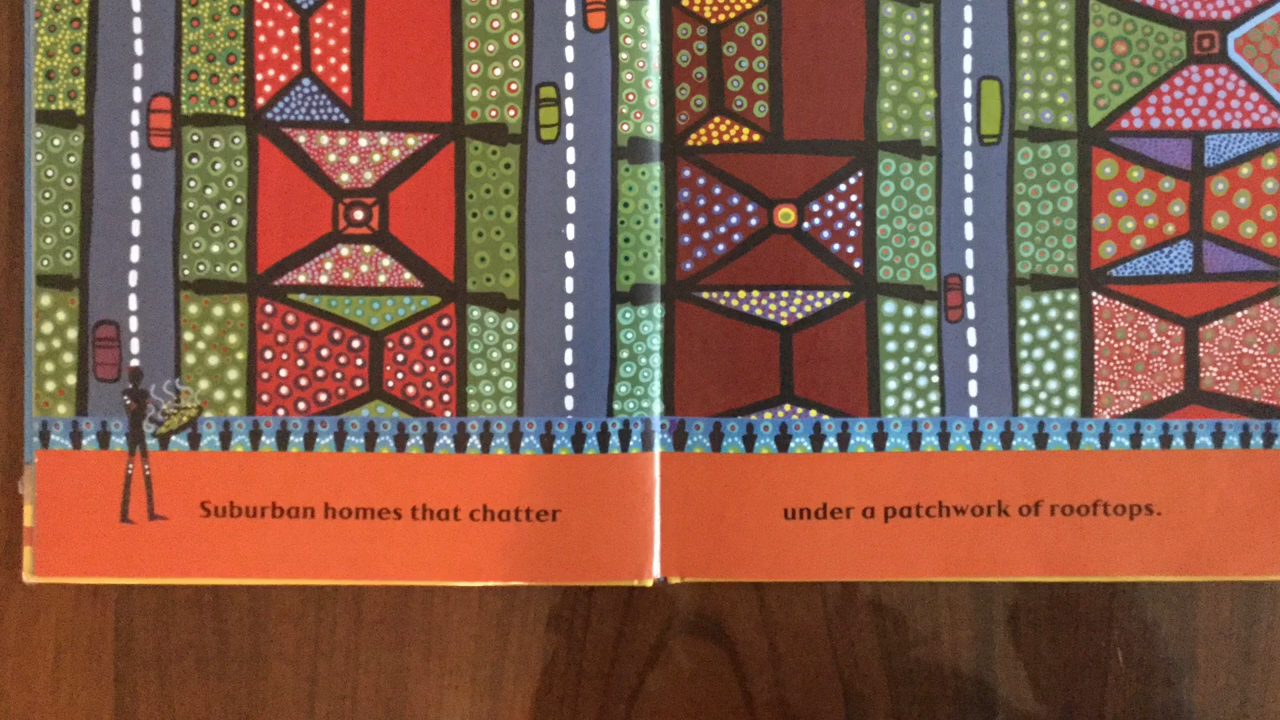 Suburban homes that chatter
under a patchwork of rooftops.